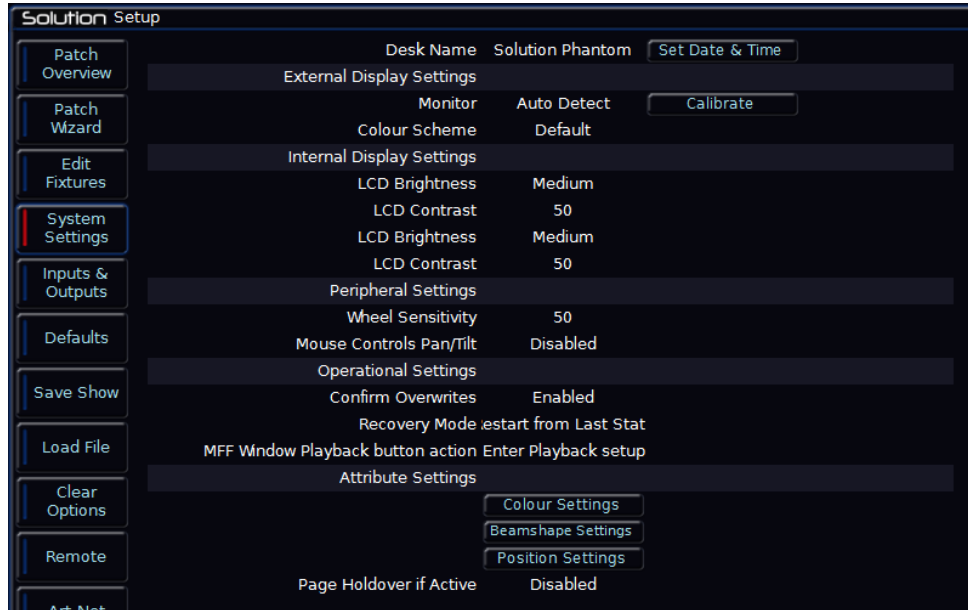 Solution Setup
Patch
Overview
Patch
Wizard
Edit
Fixtures
System
Settings
Inputs &
Outputs
Defaults
Save Show
Load File
Clear
Options
Remote
Art-Net
Desk Name Solution Phantom Set Date & Time
External Display Settings
Monitor Auto Detect Calibrate
Colour Scheme Default
Internal Display Settings
LCD Brightness Medium
LCD Contrast 50
LCD Brightness Medium
LCD Contrast 50
Peripheral Settings
Wheel Sensitivity 50
Mouse Controls Pan/Tilt Disabled
Operational Settings
Confirm Overwrites Enabled
Recovery Mode estart from Last Stat
MFF Window Playback button action Enter Playback setup
Attribute Settings
Colour Settings
Beamshape Settings
Position Settings
Page Holdover if Active Disabled